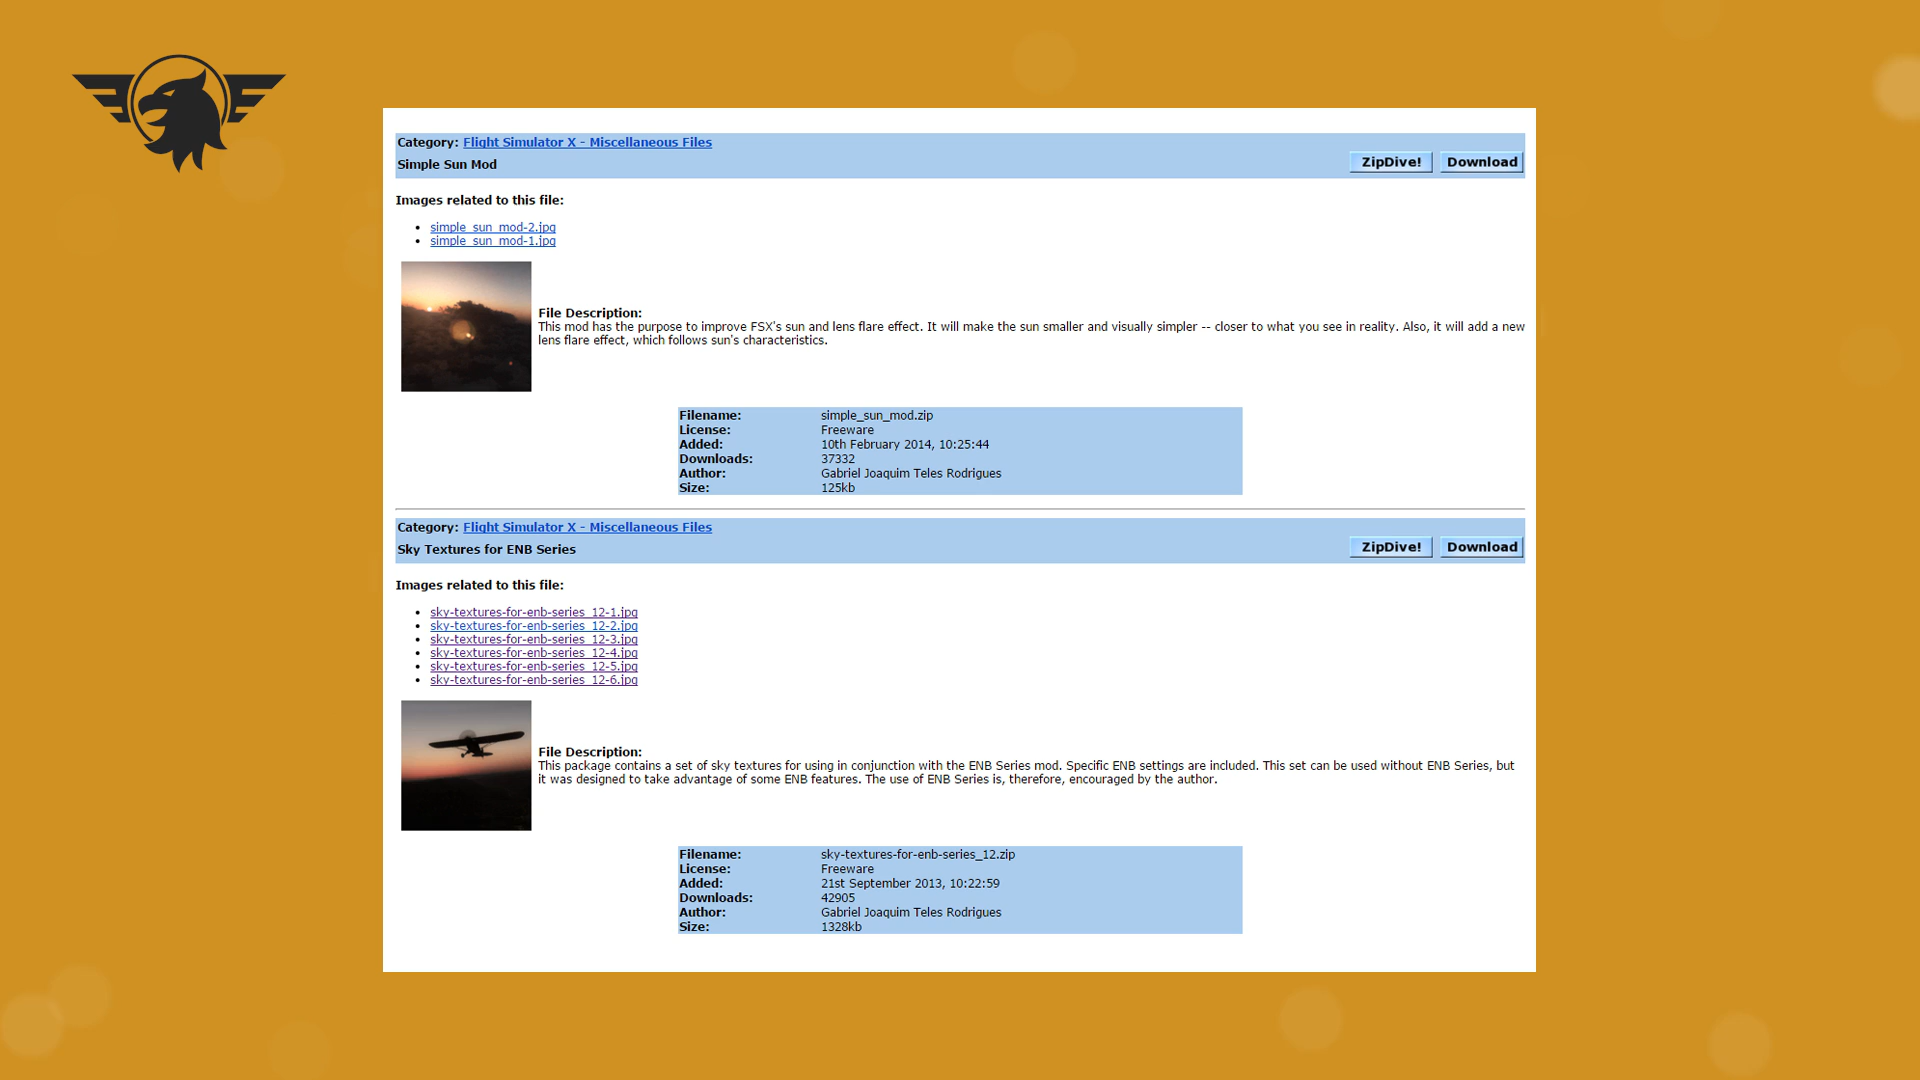 Category: Flight Simulator X - Miscellaneous Files
Simple Sun Mod
ZipDive! Download
Images related to this file:
• simple_sun_mod-2.jpg
• simple_sun_mod-1.jpg
File Description:
This mod has the purpose to improve FSX's sun and lens flare effect. It will make the sun smaller and visually simpler -- closer to what you see in reality. Also, it will add a new
lens flare effect, which follows sun's characteristics.
Filename: simple_sun_mod.zip
License: Freeware
Added: 10th February 2014, 10:25:44
Downloads: 37332
Author: Gabriel Joaquim Teles Rodrigues
Size: 125kb
Category: Flight Simulator X - Miscellaneous Files
Sky Textures for ENB Series
ZipDive! Download
Images related to this file:
• sky-textures-for-enb-series_12-1.jpg
• sky-textures-for-enb-series_12-2.jpg
• sky-textures-for-enb-series_12-3.jpg
• sky-textures-for-enb-series_12-4.jpg
• sky-textures-for-enb-series_12-5.jpg
• sky-textures-for-enb-series_12-6.jpg
File Description:
This package contains a set of sky textures for using in conjunction with the ENB Series mod. Specific ENB settings are included. This set can be used without ENB Series, but
it was designed to take advantage of some ENB features. The use of ENB Series is, therefore, encouraged by the author.
Filename: sky-textures-for-enb-series_12.zip
License: Freeware
Added: 21st September 2013, 10:22:59
Downloads: 42905
Author: Gabriel Joaquim Teles Rodrigues
Size: 1328kb